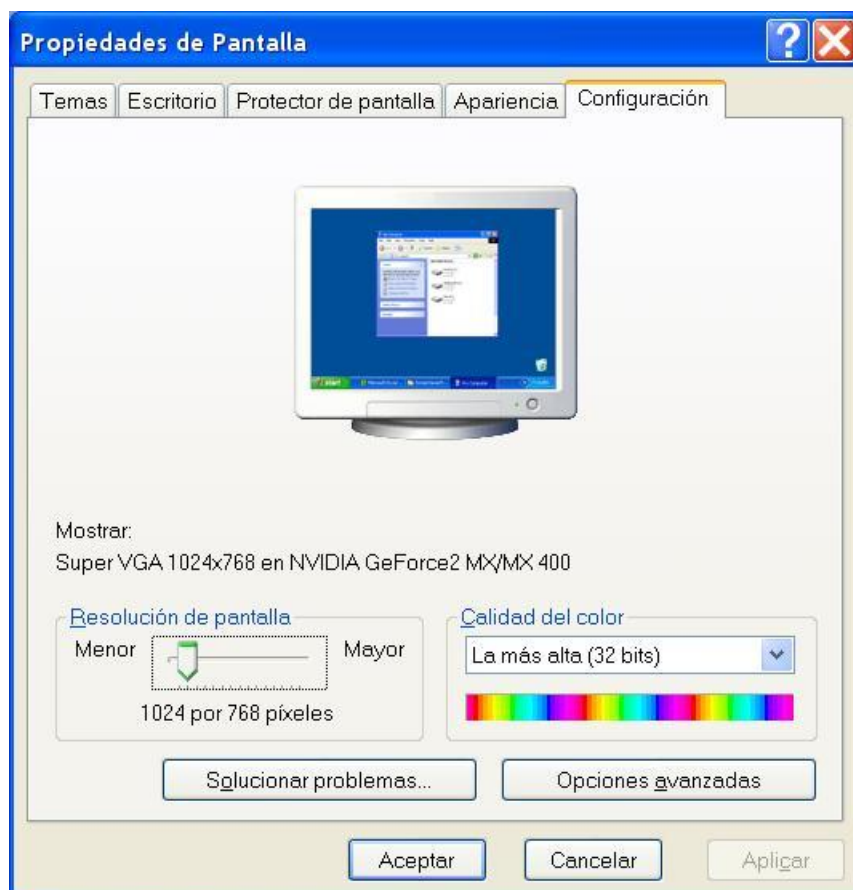 Propiedades de Pantalla
Temas Escritorio Protector de pantalla Apariencia Configuración
Mostrar:
Super VGA 1024x768 en NVIDIA GeForce2 MX/MX 400
Resolución de pantalla
Menor Mayor
1024 por 768 píxeles
Calidad del color
La más alta (32 bits)
Solucionar problemas...
Opciones avanzadas
Aceptar
Cancelar
Aplicar